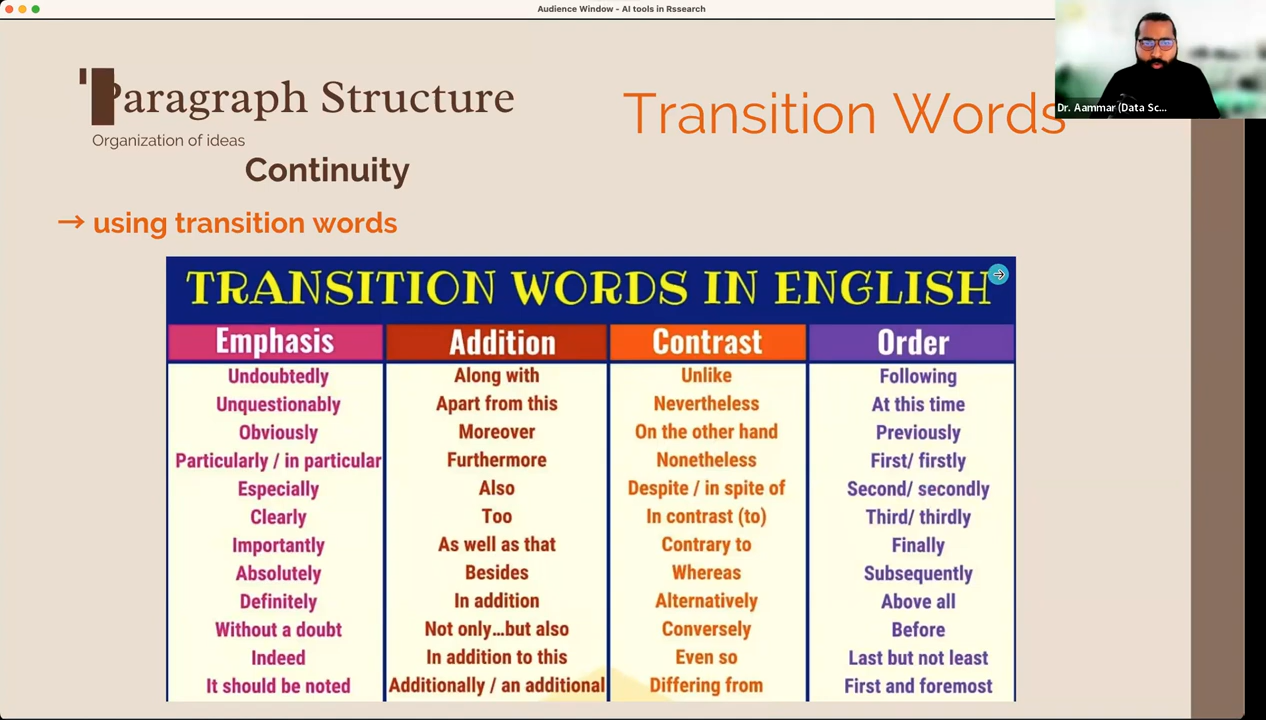 Audience Window - AI tools in Rssearch
Paragraph Structure
Transition Words
Dr. Aammar (Data Sc...
Organization of ideas
Continuity
→ using transition words
TRANSITION WORDS IN ENGLISH
Emphasis Addition Contrast Order
Undoubtedly Along with Unlike Following
Unquestionably Apart from this Nevertheless At this time
Obviously Moreover On the other hand Previously
Particularly / in particular Furthermore Nonetheless First/ firstly
Especially Also Despite / in spite of Second/ secondly
Clearly Too In contrast (to) Third/ thirdly
Importantly As well as that Contrary to Finally
Absolutely Besides Whereas Subsequently
Definitely In addition Alternatively Above all
Without a doubt Not only...but also Conversely Before
Indeed In addition to this Even so Last but not least
It should be noted Additionally / an additional Differing from First and foremost